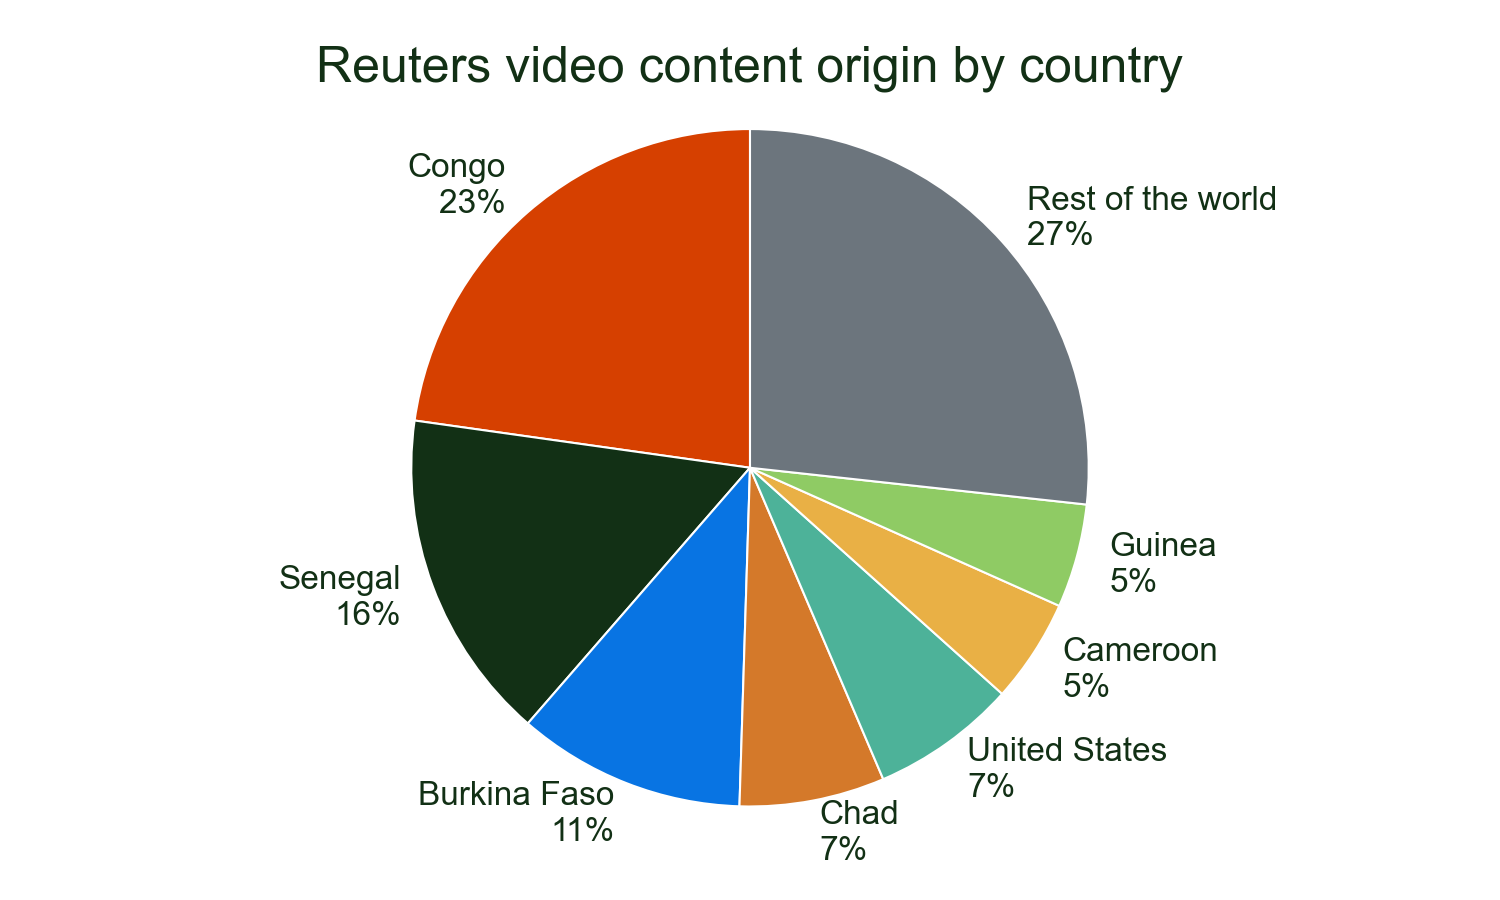 Reuters video content origin by country
Congo
23%
Rest of the world
27%
Guinea
5%
Senegal
16%
Cameroon
5%
United States
7%
Burkina Faso
11%
Chad
7%